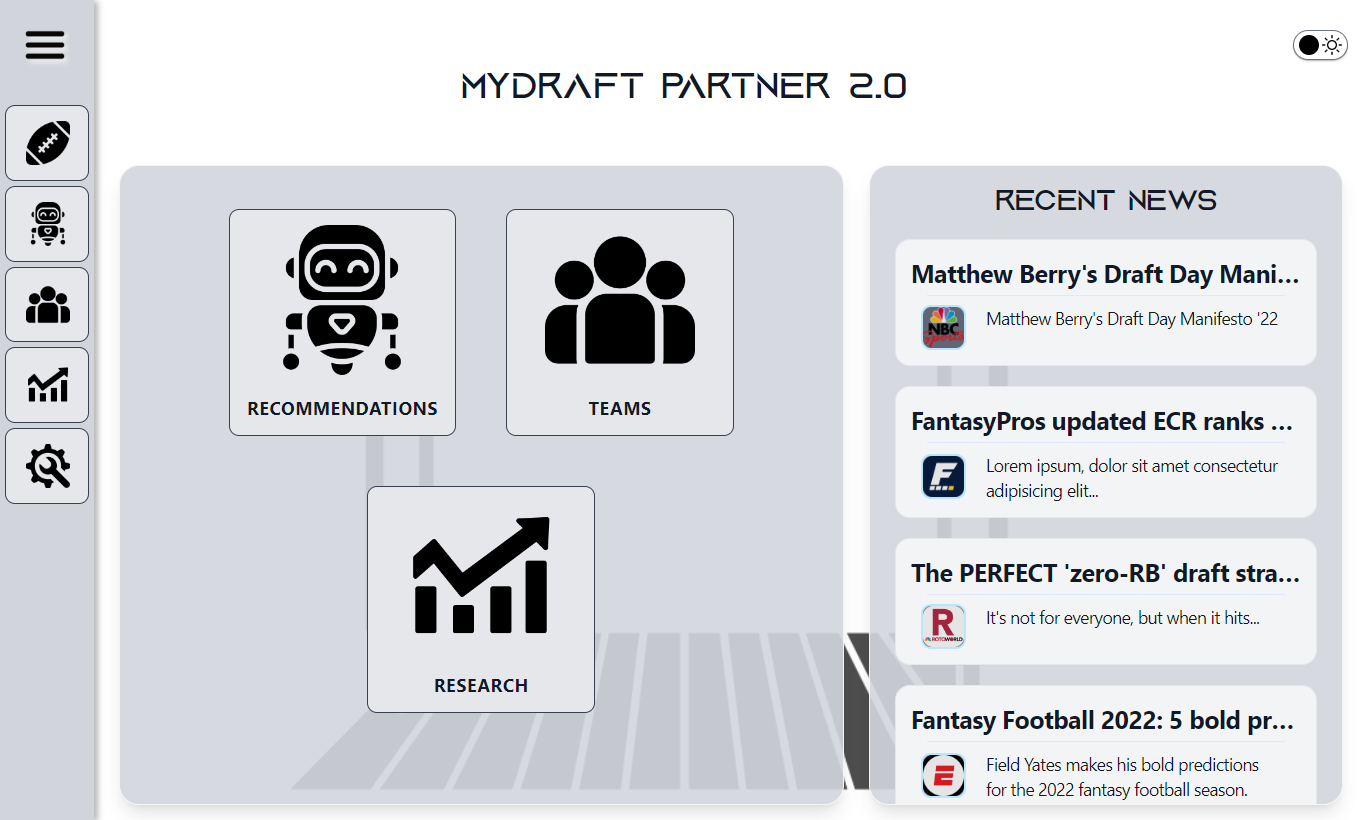 MYDRAFT PARTNER 2.0
RECOMMENDATIONS
TEAMS
RESEARCH
RECENT NEWS
Matthew Berry's Draft Day Mani...
NBC
sports
Matthew Berry's Draft Day Manifesto '22
FantasyPros updated ECR ranks ...
F
Lorem ipsum, dolor sit amet consectetur
adipisicing elit...
The PERFECT 'zero-RB' draft stra...
R
ROTOWORLD
It's not for everyone, but when it hits...
Fantasy Football 2022: 5 bold pr...
E
Field Yates makes his bold predictions
for the 2022 fantasy football season.